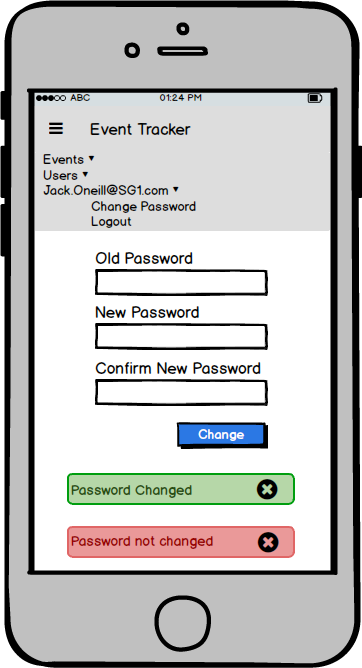 ABC 01:24 PM
Event Tracker
Events
Users
Jack.Oneill@SG1.com
Change Password
Logout
Old Password
New Password
Confirm New Password
Change
Password Changed
Password not changed